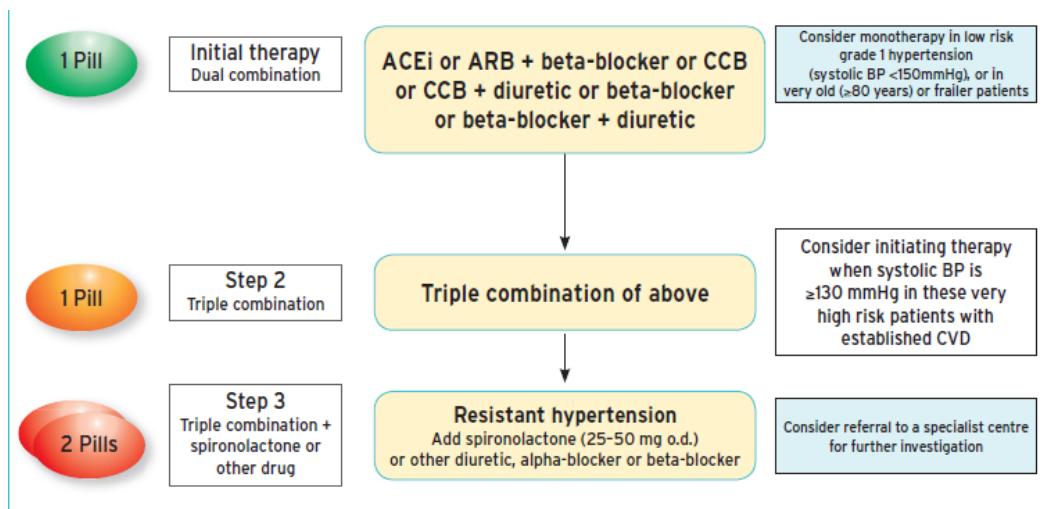 1 Pill
Initial therapy
Dual combination
ACEi or ARB + beta-blocker or CCB
or CCB + diuretic or beta-blocker
or beta-blocker + diuretic
Consider monotherapy in low risk
grade 1 hypertension
(systolic BP <150mmHg), or in
very old (≥80 years) or frailer patients
1 Pill
Step 2
Triple combination
Triple combination of above
Consider initiating therapy
when systolic BP is
≥130 mmHg in these very
high risk patients with
established CVD
2 Pills
Step 3
Triple combination +
spironolactone or
other drug
Resistant hypertension
Add spironolactone (25–50 mg o.d.)
or other diuretic, alpha-blocker or beta-blocker
Consider referral to a specialist centre
for further investigation